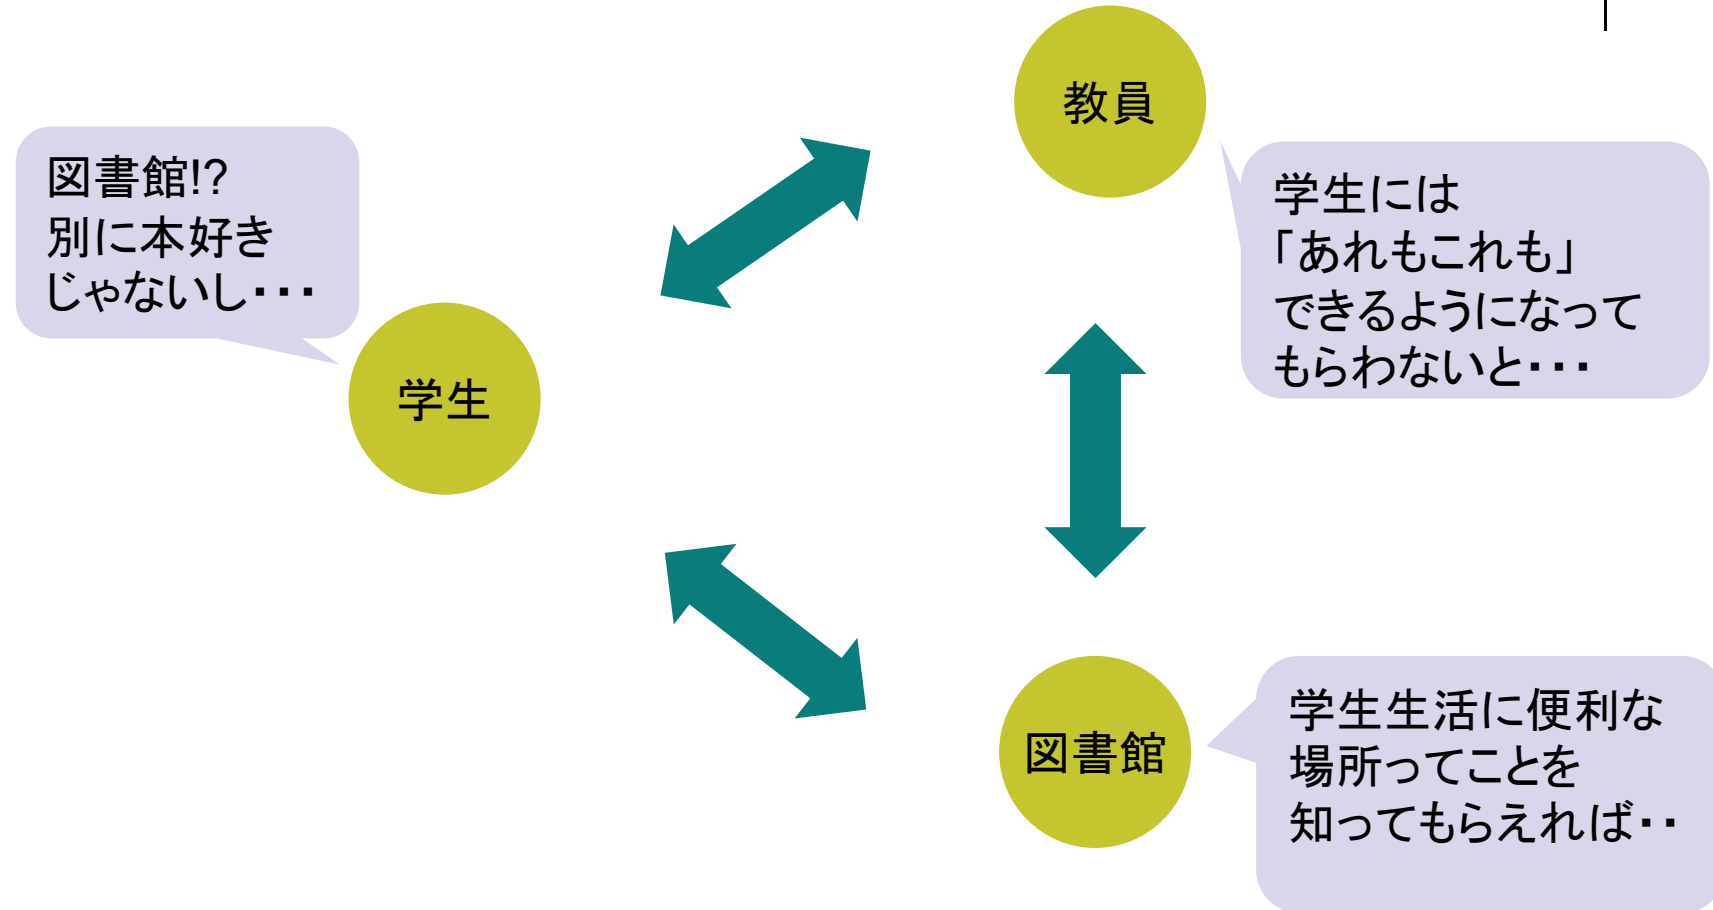 教員
図書館!?
別に本好き
じゃないし・・・
学生には
「あれもこれも」
できるようになって
もらわないと・・・
学生
図書館
学生生活に便利な
場所ってことを
知ってもらえれば・・